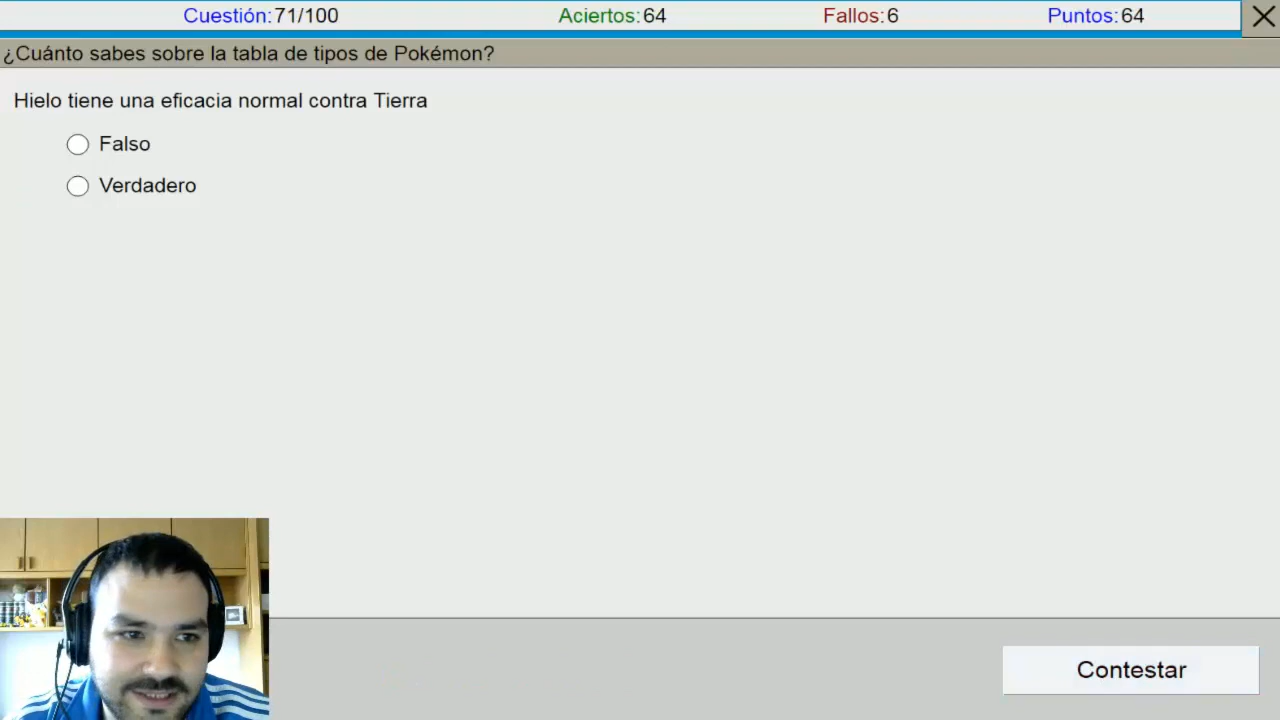 Cuestión: 71/100 Aciertos: 64 Fallos: 6 Puntos: 64
¿Cuánto sabes sobre la tabla de tipos de Pokémon?
Hielo tiene una eficacia normal contra Tierra
Falso
Verdadero
Contestar